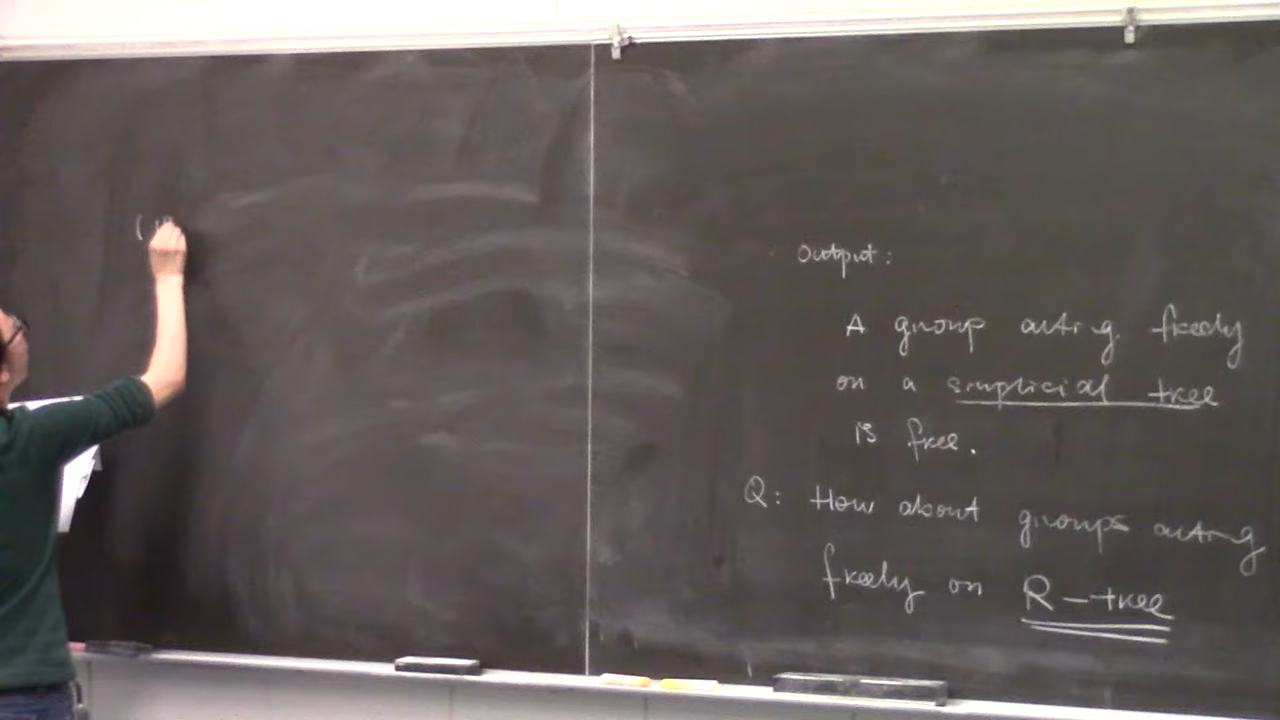 Output:
A group acting freely
on a simplicial tree
is free.
Q: How about groups acting
freely on R-tree